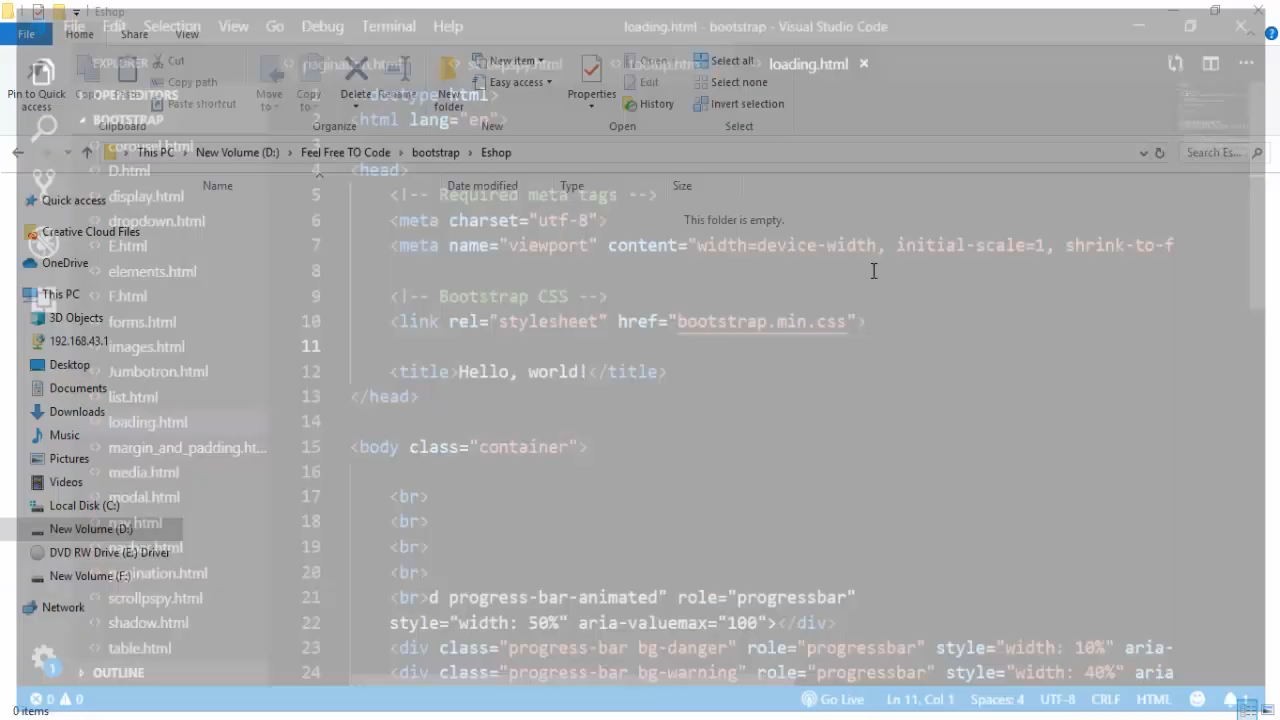 Eshop
File Edit Selection View Go Debug Terminal Help
loading.html - bootstrap - Visual Studio Code
File Home Share View
EXPLORER
Cut
Copy path
Paste shortcut
Pin to Quick access
Copy
Clipboard
Move to
Copy to
Delete
Rename
Organize
New folder
New item
Easy access
New
Properties
Open
Edit
History
Open
Select all
Select none
Invert selection
Select
loading.html
OPEN EDITORS
BOOTSTRAP
This PC New Volume (D:) Feel Free TO Code bootstrap Eshop
Search Es...
Name Date modified Type Size
This folder is empty.
Quick access
Creative Cloud Files
OneDrive
This PC
3D Objects
192.168.43.1
Desktop
Documents
Downloads
Music
Pictures
Videos
Local Disk (C:)
New Volume (D:)
DVD RW Drive (E:) Driver
New Volume (F:)
Network
carousel.html
D.html
display.html
dropdown.html
E.html
elements.html
F.html
forms.html
images.html
Jumbotron.html
list.html
loading.html
margin_and_padding.ht...
media.html
modal.html
nav.html
navbar.html
pagination.html
scrollpspy.html
shadow.html
table.html
OUTLINE
1
2 <html lang="en">
3
4 <head>
5 <!-- Required meta tags -->
6 <meta charset="utf-8">
7 <meta name="viewport" content="width=device-width, initial-scale=1, shrink-to-f
8
9 <!-- Bootstrap CSS -->
10 <link rel="stylesheet" href="bootstrap.min.css">
11
12 <title>Hello, world!</title>
13 </head>
14
15 <body class="container">
16
17 <br>
18 <br>
19 <br>
20 <br>
21 <br>d progress-bar-animated" role="progressbar"
22 style="width: 50%" aria-valuemax="100"></div>
23 <div class="progress-bar bg-danger" role="progressbar" style="width: 10%" aria-
24 <div class="progress-bar bg-warning" role="progressbar" style="width: 40%" aria
0 0
Go Live Ln 11, Col 1 Spaces: 4 UTF-8 CRLF HTML 1
0 items